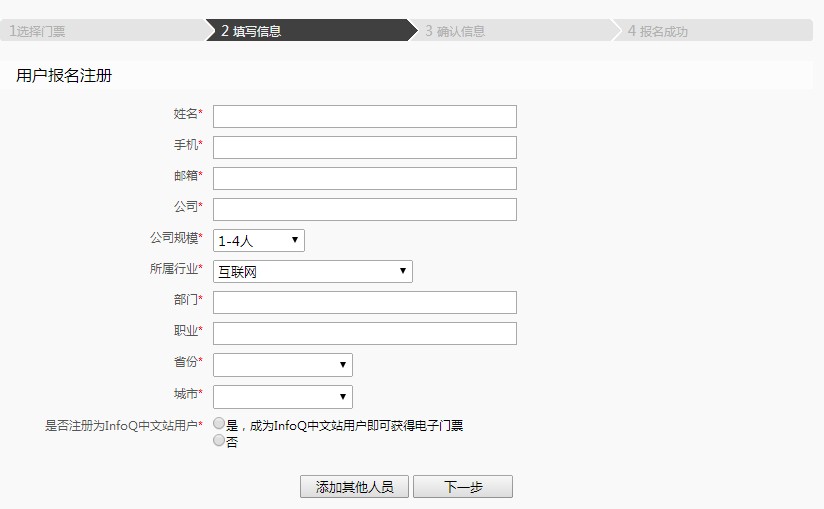 1选择门票
2 填写信息
3 确认信息
4 报名成功
用户报名注册
姓名*
手机*
邮箱*
公司*
公司规模* 1-4人
所属行业* 互联网
部门*
职业*
省份*
城市*
是否注册为InfoQ中文站用户* 是，成为InfoQ中文站用户即可获得电子门票
否
添加其他人员 下一步